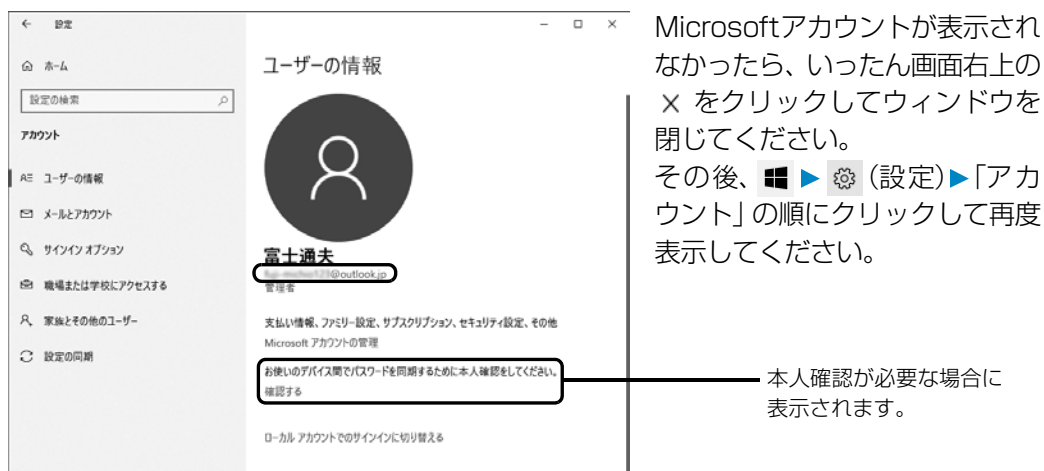 設定
ホーム
設定の検索
アカウント
ユーザーの情報
メールとアカウント
サインイン オプション
職場または学校にアクセスする
家族とその他のユーザー
設定の同期
ユーザーの情報
富士通夫
@outlook.jp
管理者
支払い情報、ファミリー設定、サブスクリプション、セキュリティ設定、その他
Microsoft アカウントの管理
お使いのデバイス間でパスワードを同期するために本人確認をしてください。
確認する
ローカル アカウントでのサインインに切り替える
Microsoftアカウントが表示され
なかったら、いったん画面右上の
× をクリックしてウィンドウを
閉じてください。
その後、 ▶ (設定)▶「アカ
ウント」の順にクリックして再度
表示してください。
本人確認が必要な場合に
表示されます。